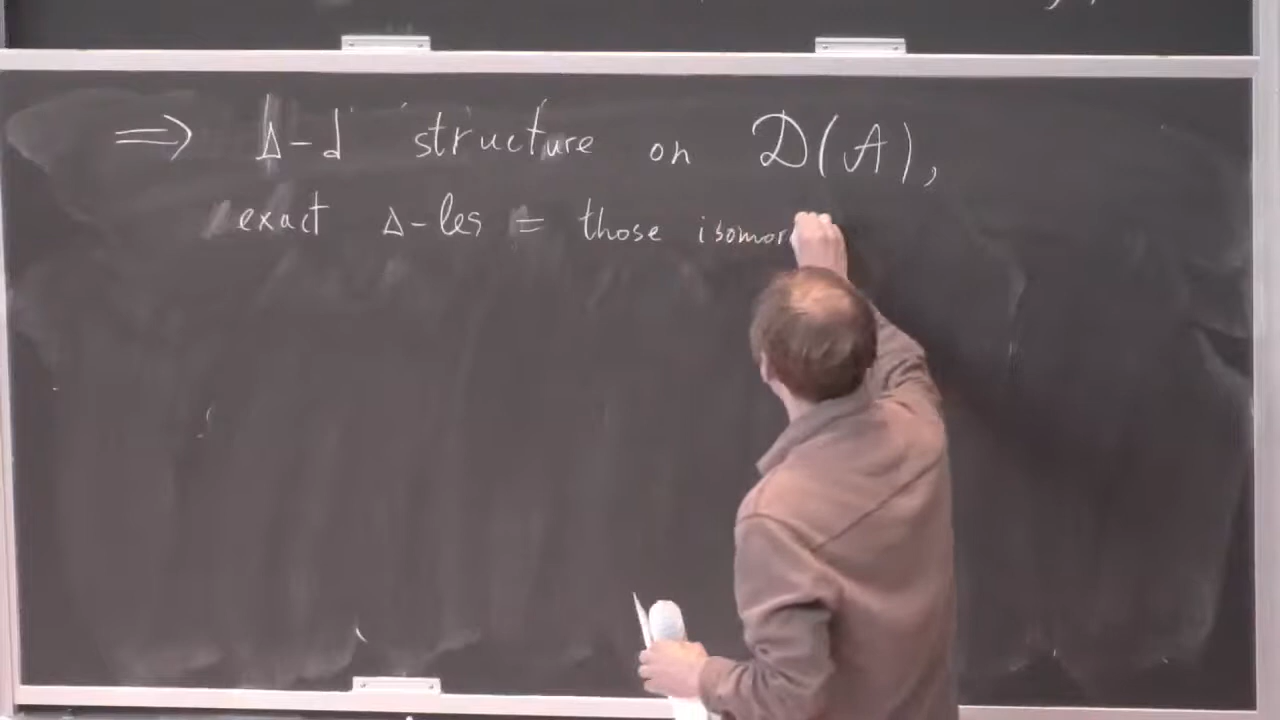 ⟹ Δ-d structure on D(A),
exact Δ-les = those isomor